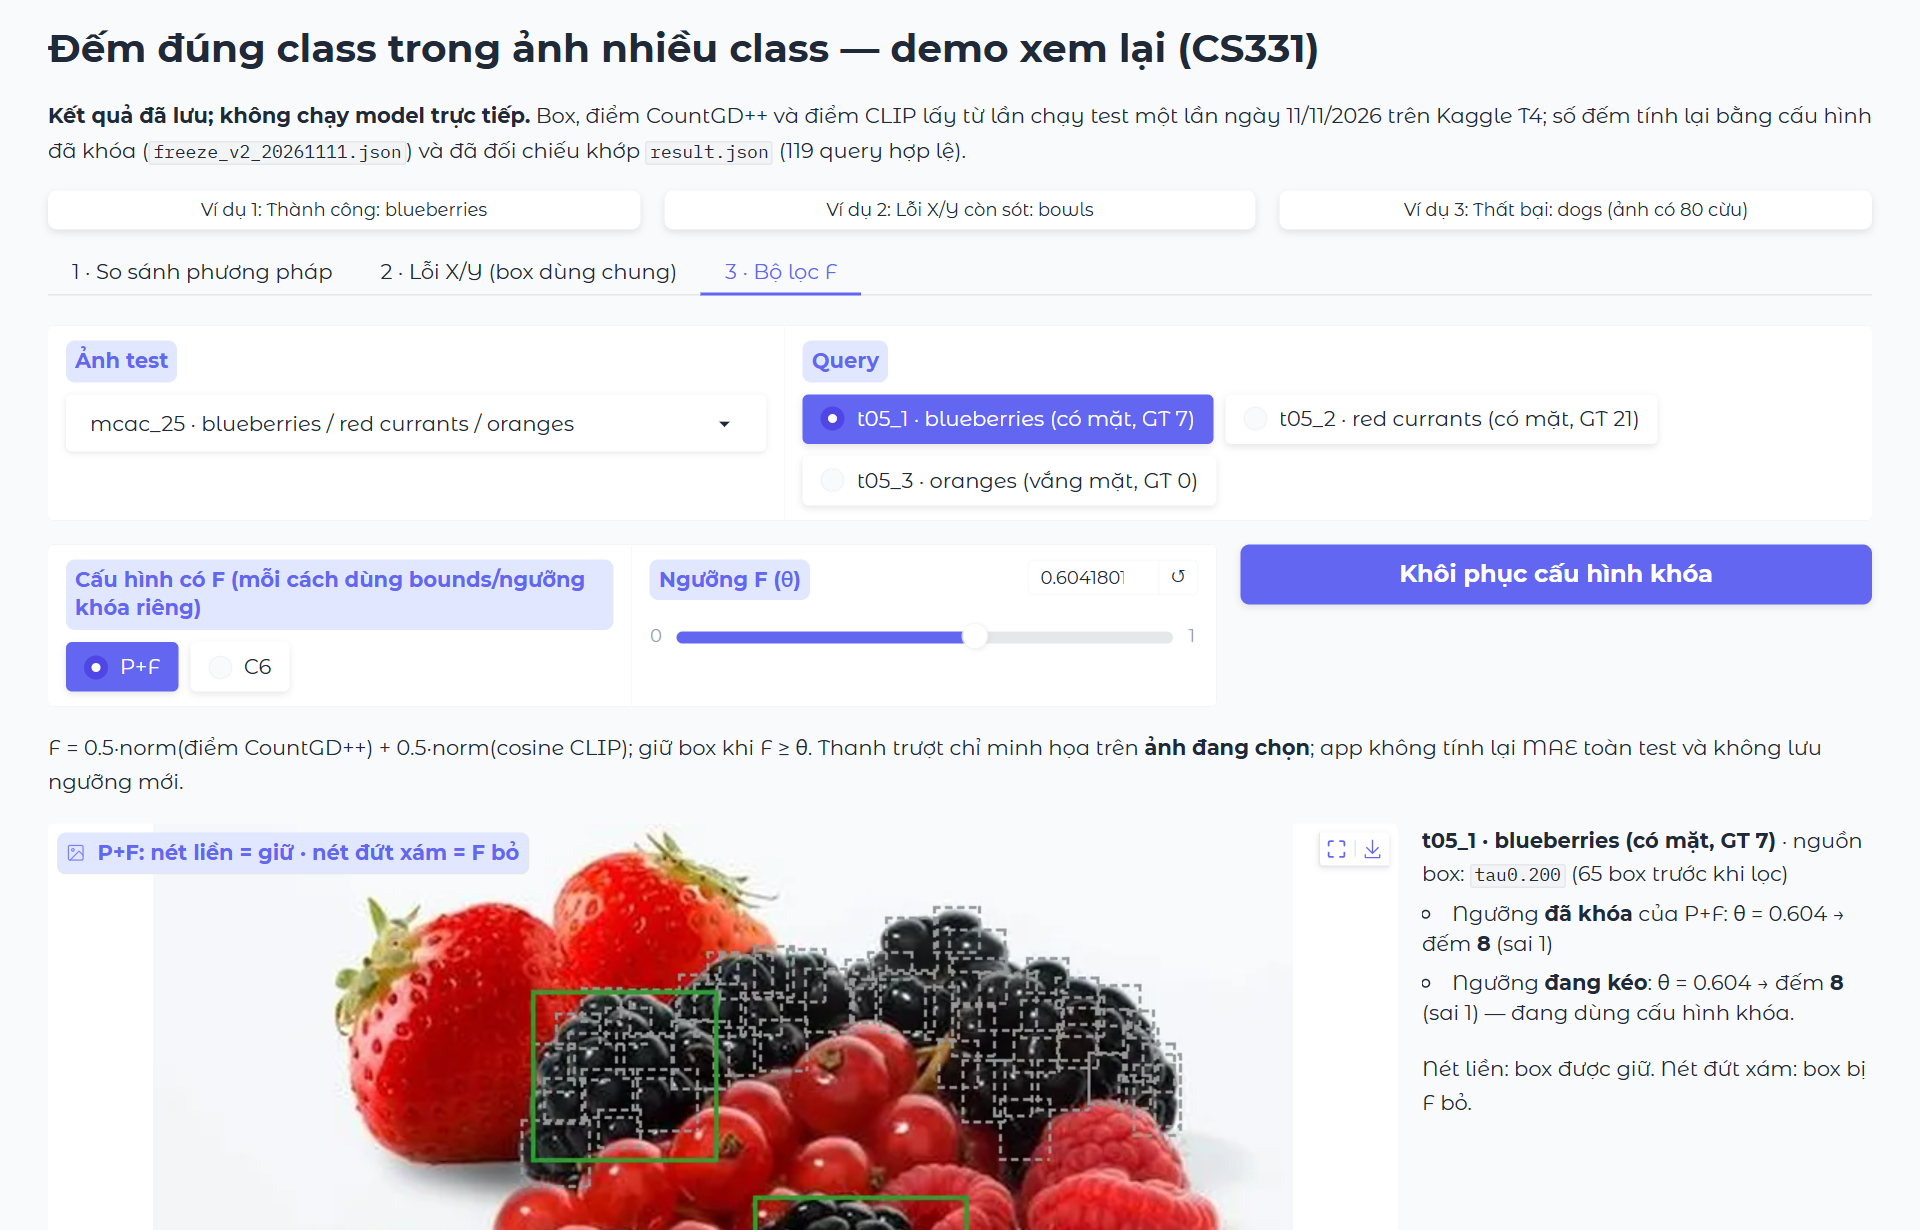 Đếm đúng class trong ảnh nhiều class — demo xem lại (CS331)
Kết quả đã lưu; không chạy model trực tiếp. Box, điểm CountGD++ và điểm CLIP lấy từ lần chạy test một lần ngày 11/11/2026 trên Kaggle T4; số đếm tính lại bằng cấu hình
đã khóa (freeze_v2_20261111.json) và đã đối chiếu khớp result.json (119 query hợp lệ).
Ví dụ 1: Thành công: blueberries
Ví dụ 2: Lỗi X/Y còn sót: bowls
Ví dụ 3: Thất bại: dogs (ảnh có 80 cừu)
1 · So sánh phương pháp
2 · Lỗi X/Y (box dùng chung)
3 · Bộ lọc F
Ảnh test
mcac_25 · blueberries / red currants / oranges
Query
t05_1 · blueberries (có mặt, GT 7)
t05_2 · red currants (có mặt, GT 21)
t05_3 · oranges (vắng mặt, GT 0)
Cấu hình có F (mỗi cách dùng bounds/ngưỡng
khóa riêng)
P+F
C6
Ngưỡng F (θ)
0.6041801
↺
0
1
Khôi phục cấu hình khóa
F = 0.5·norm(điểm CountGD++) + 0.5·norm(cosine CLIP); giữ box khi F ≥ θ. Thanh trượt chỉ minh họa trên ảnh đang chọn; app không tính lại MAE toàn test và không lưu
ngưỡng mới.
P+F: nét liền = giữ · nét đứt xám = F bỏ
t05_1 · blueberries (có mặt, GT 7) · nguồn
box: tau0.200 (65 box trước khi lọc)
Ngưỡng đã khóa của P+F: θ = 0.604 →
đếm 8 (sai 1)
Ngưỡng đang kéo: θ = 0.604 → đếm 8
(sai 1) — đang dùng cấu hình khóa.
Nét liền: box được giữ. Nét đứt xám: box bị
F bỏ.